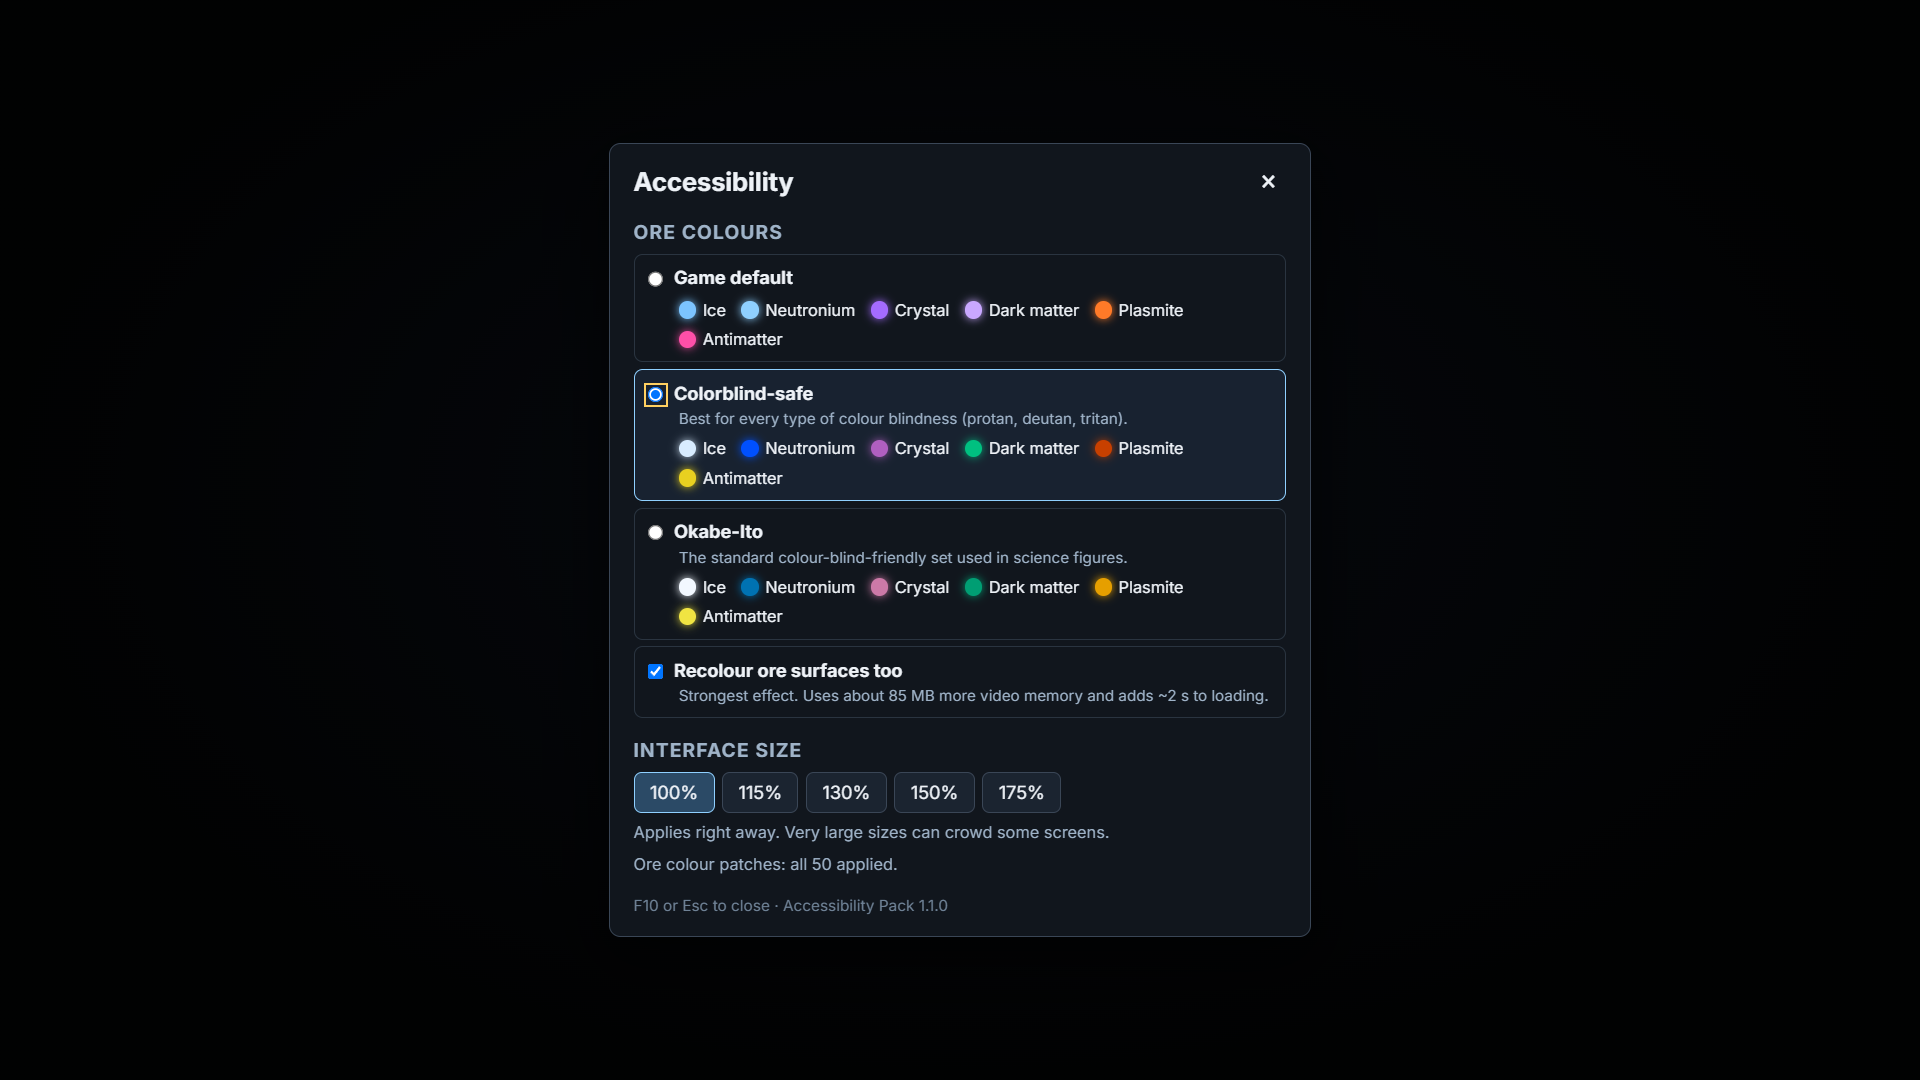 Accessibility
×
ORE COLOURS
Game default
Ice Neutronium Crystal Dark matter Plasmite
Antimatter
Colorblind-safe
Best for every type of colour blindness (protan, deutan, tritan).
Ice Neutronium Crystal Dark matter Plasmite
Antimatter
Okabe-Ito
The standard colour-blind-friendly set used in science figures.
Ice Neutronium Crystal Dark matter Plasmite
Antimatter
Recolour ore surfaces too
Strongest effect. Uses about 85 MB more video memory and adds ~2 s to loading.
INTERFACE SIZE
100% 115% 130% 150% 175%
Applies right away. Very large sizes can crowd some screens.
Ore colour patches: all 50 applied.
F10 or Esc to close · Accessibility Pack 1.1.0